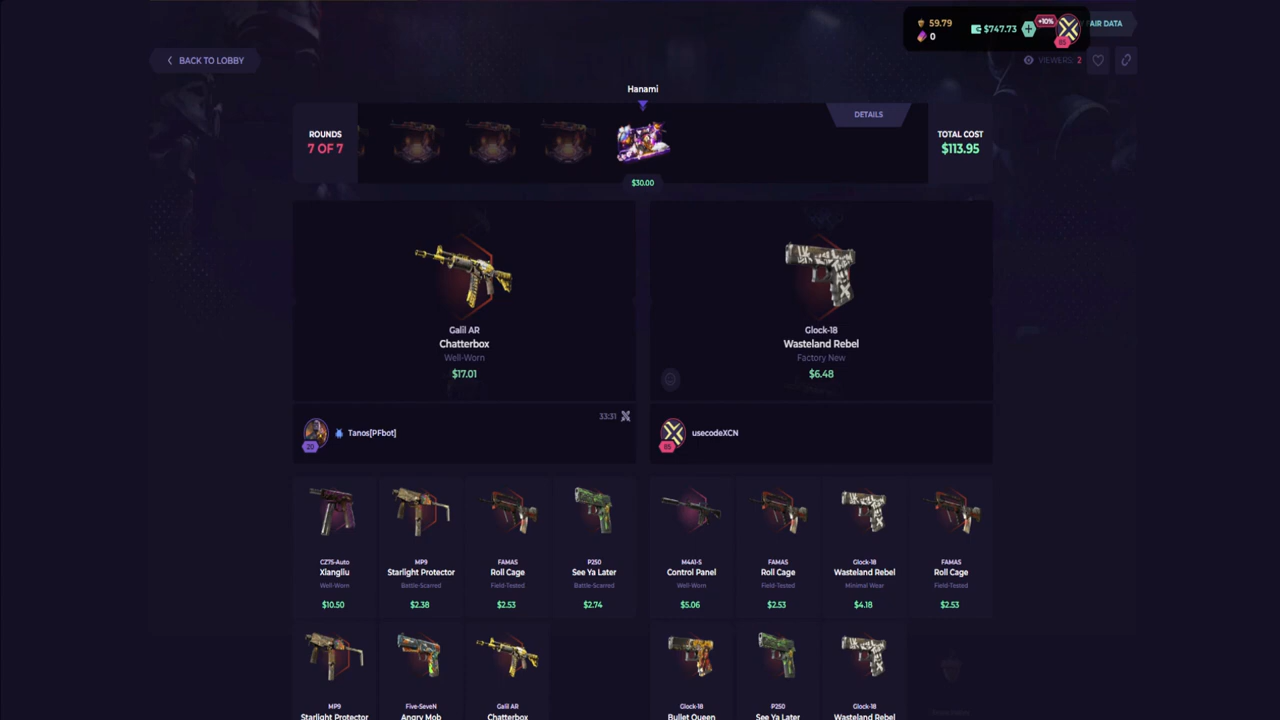 59.79
0
$747.73
+10%
85
AIR DATA
BACK TO LOBBY
VIEWERS: 2
Hanami
ROUNDS
7 OF 7
DETAILS
TOTAL COST
$113.95
$30.00
Galil AR
Chatterbox
Well-Worn
$17.01
Glock-18
Wasteland Rebel
Factory New
$6.48
33:31
20
Tanos[PFbot]
85
usecodeXCN
CZ75-Auto
Xiangliu
Well-Worn
$10.50
MP9
Starlight Protector
Battle-Scarred
$2.38
FAMAS
Roll Cage
Field-Tested
$2.53
P250
See Ya Later
Battle-Scarred
$2.74
M4A1-S
Control Panel
Well-Worn
$5.06
FAMAS
Roll Cage
Field-Tested
$2.53
Glock-18
Wasteland Rebel
Minimal Wear
$4.18
FAMAS
Roll Cage
Field-Tested
$2.53
MP9
Starlight Protector
Five-SeveN
Angry Mob
Galil AR
Chatterbox
Glock-18
Bullet Queen
P250
See Ya Later
Glock-18
Wasteland Rebel